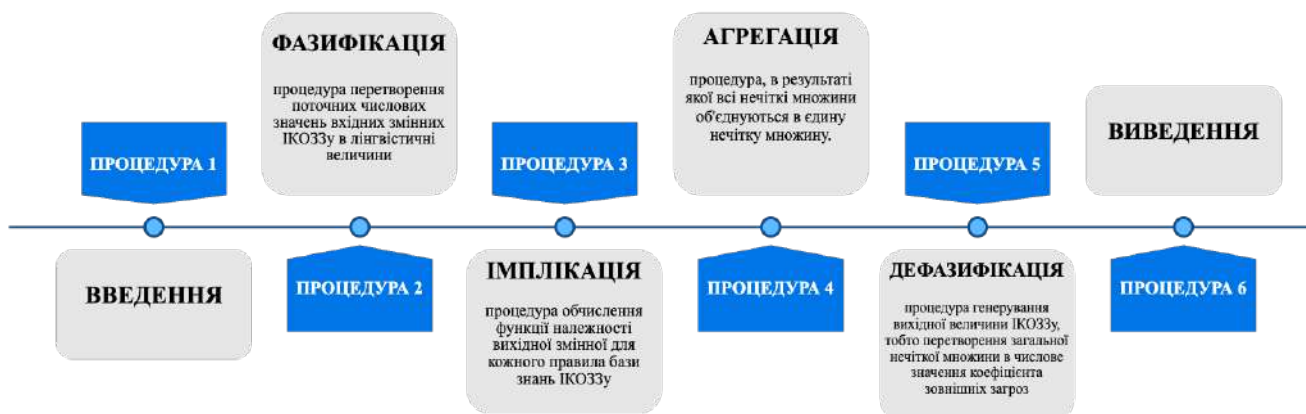 ПРОЦЕДУРА 1
ВВЕДЕННЯ
ФАЗИФІКАЦІЯ
процедура перетворення
поточних числових
значень вхідних змінних
ІКОЗЗу в лінгвістичні
величини
ПРОЦЕДУРА 2
ПРОЦЕДУРА 3
ІМПЛІКАЦІЯ
процедура обчислення
функції належності
вихідної змінної для
кожного правила бази
знань ІКОЗЗу
АГРЕГАЦІЯ
процедура, в результаті
якої всі нечіткі множини
об'єднуються в єдину
нечітку множину.
ПРОЦЕДУРА 4
ПРОЦЕДУРА 5
ДЕФАЗИФІКАЦІЯ
процедура генерування
вихідної величини ІКОЗЗу,
тобто перетворення загальної
нечіткої множини в числове
значення коефіцієнта
зовнішніх загроз
ВИВЕДЕННЯ
ПРОЦЕДУРА 6